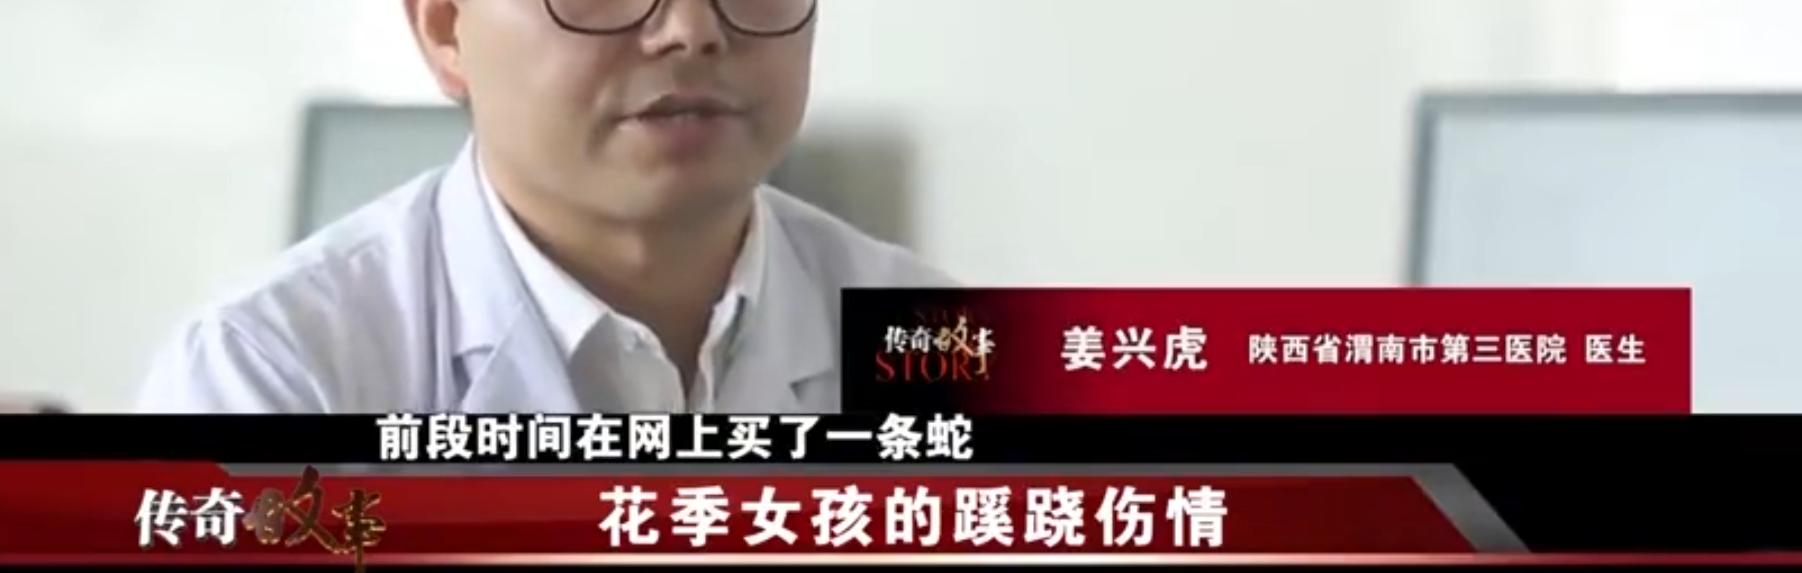 传奇故事
STORY
姜兴虎 陕西省渭南市第三医院 医生
前段时间在网上买了一条蛇
传奇故事
花季女孩的蹊跷伤情